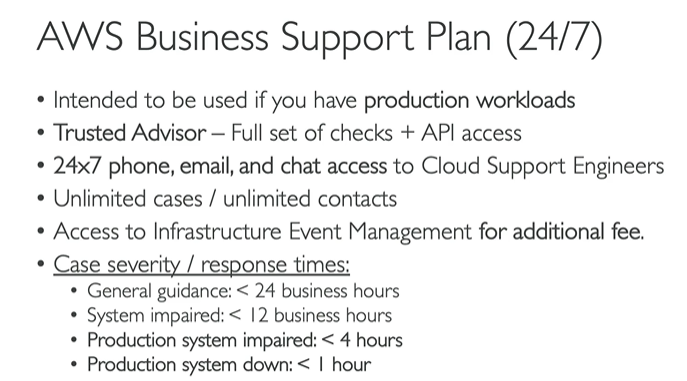 AWS Business Support Plan (24/7)
• Intended to be used if you have production workloads
• Trusted Advisor – Full set of checks + API access
• 24x7 phone, email, and chat access to Cloud Support Engineers
• Unlimited cases / unlimited contacts
• Access to Infrastructure Event Management for additional fee.
• Case severity / response times:
• General guidance: < 24 business hours
• System impaired: < 12 business hours
• Production system impaired: < 4 hours
• Production system down: < 1 hour